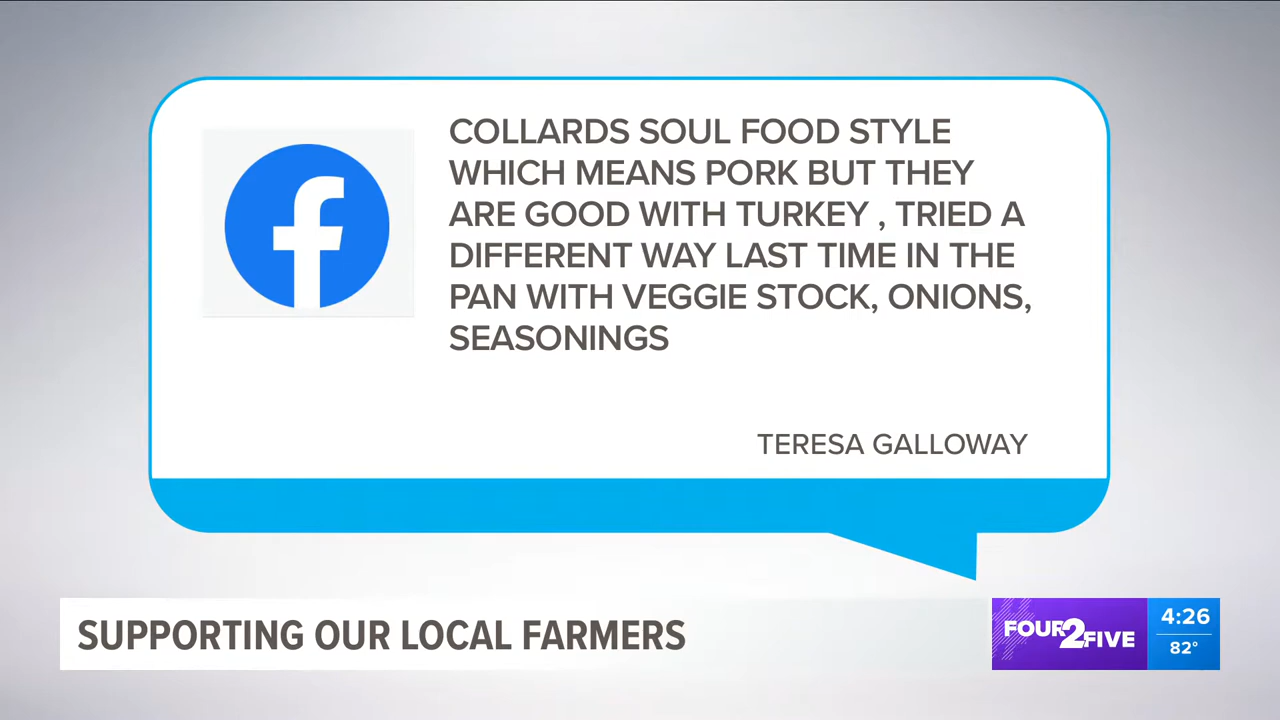 COLLARDS SOUL FOOD STYLE
WHICH MEANS PORK BUT THEY
ARE GOOD WITH TURKEY , TRIED A
DIFFERENT WAY LAST TIME IN THE
PAN WITH VEGGIE STOCK, ONIONS,
SEASONINGS
TERESA GALLOWAY
SUPPORTING OUR LOCAL FARMERS
FOUR2FIVE
4:26
82°